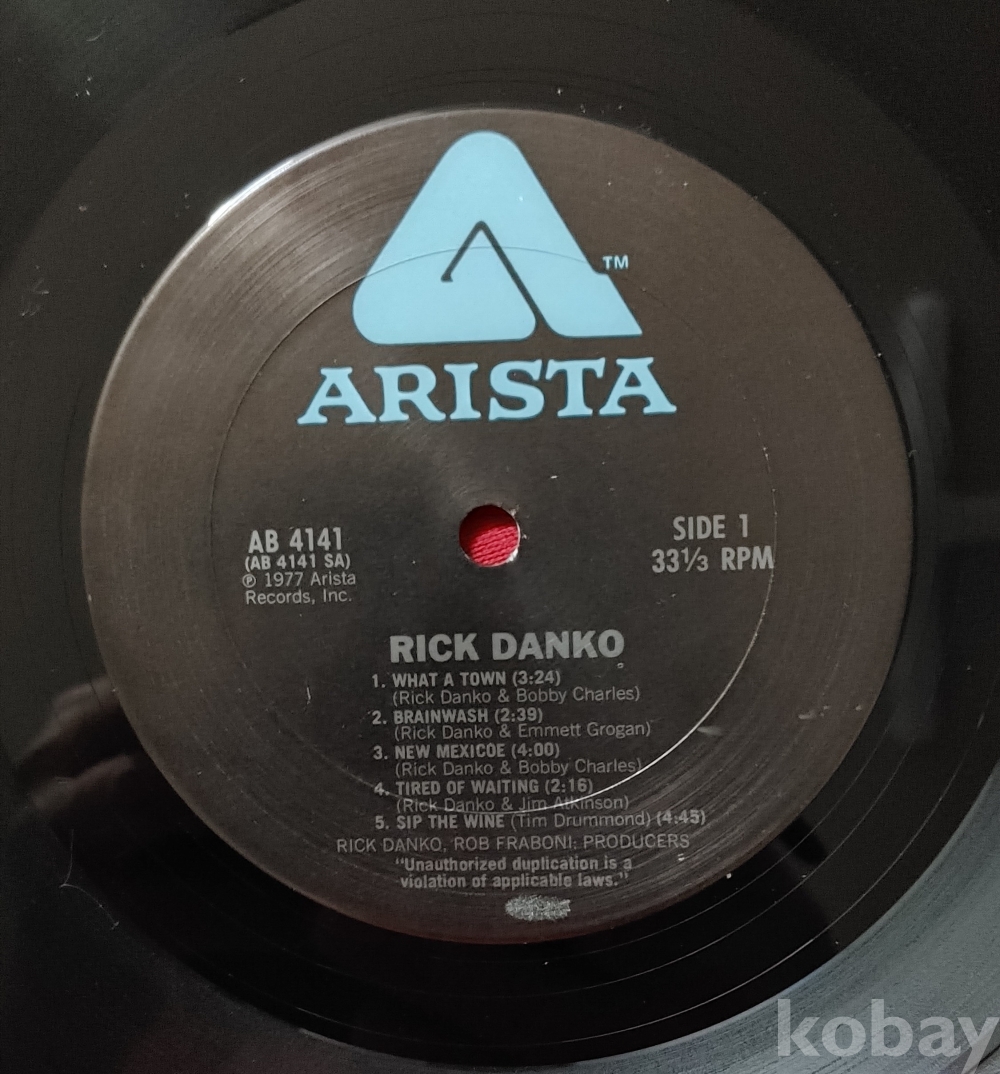 TM
ARISTA
AB 4141
(AB 4141 SA)
℗ 1977 Arista
Records, Inc.
SIDE 1
33⅓ RPM
RICK DANKO
1. WHAT A TOWN (3:24)
(Rick Danko & Bobby Charles)
2. BRAINWASH (2:39)
(Rick Danko & Emmett Grogan)
3. NEW MEXICOE (4:00)
(Rick Danko & Bobby Charles)
4. TIRED OF WAITING (2:16)
(Rick Danko & Jim Atkinson)
5. SIP THE WINE (Tim Drummond) (4:45)
RICK DANKO, ROB FRABONI: PRODUCERS
"Unauthorized duplication is a
violation of applicable laws."
kobay